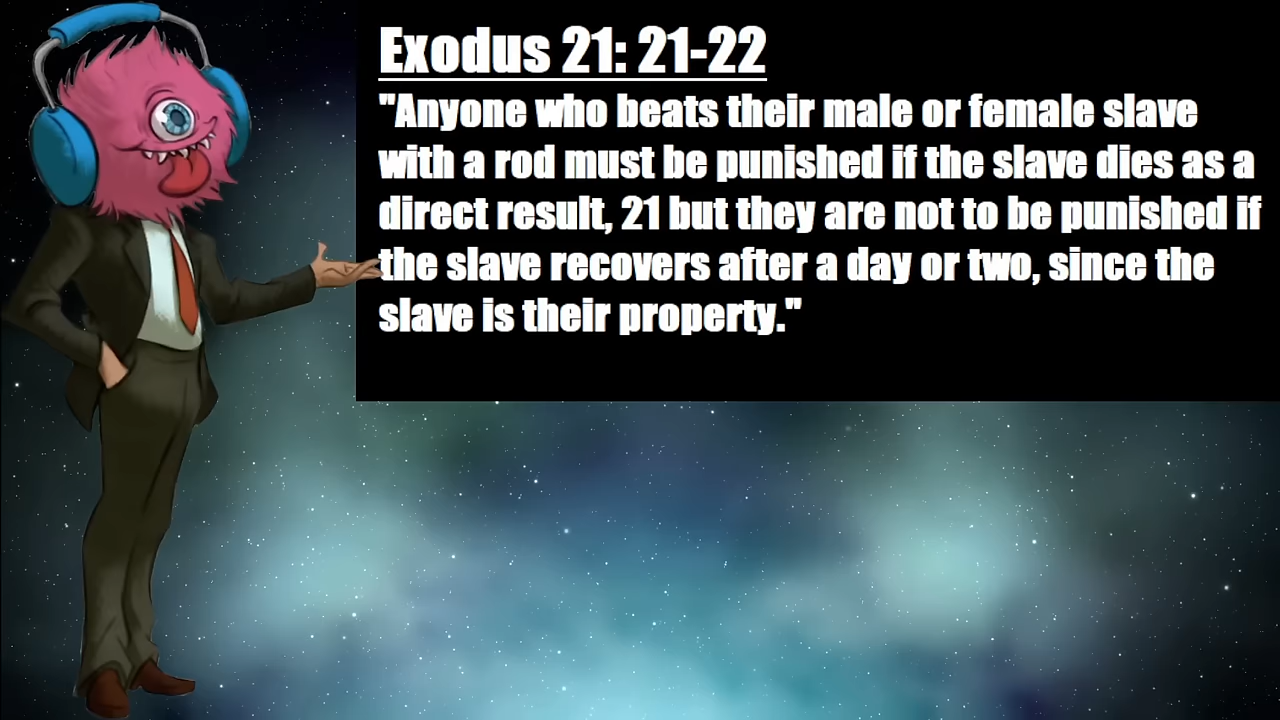 Exodus 21: 21-22
"Anyone who beats their male or female slave
with a rod must be punished if the slave dies as a
direct result, 21 but they are not to be punished if
the slave recovers after a day or two, since the
slave is their property."